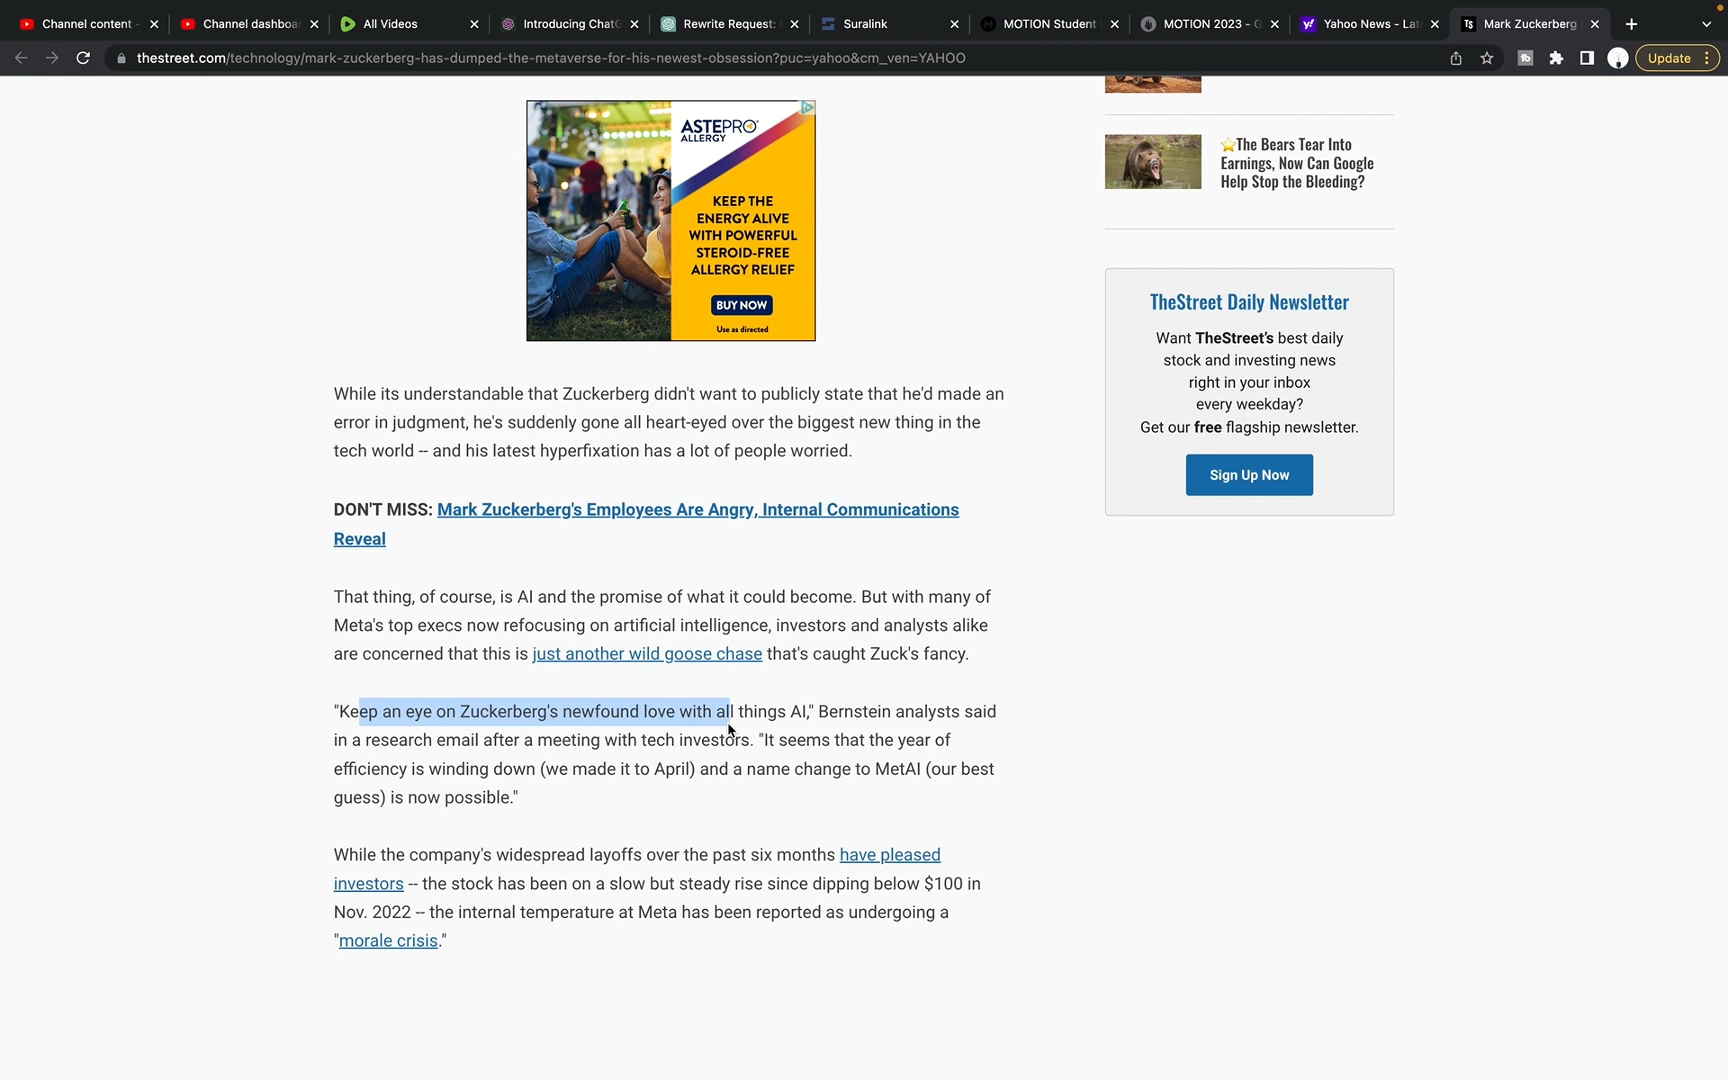 Channel content -
Channel dashboa
All Videos
Introducing ChatG
Rewrite Request:
Suralink
MOTION Student C
MOTION 2023 - G
Yahoo News - Lat
Mark Zuckerberg
thestreet.com/technology/mark-zuckerberg-has-dumped-the-metaverse-for-his-newest-obsession?puc=yahoo&cm_ven=YAHOO
Update
ASTEPRO®
ALLERGY
KEEP THE
ENERGY ALIVE
WITH POWERFUL
STEROID-FREE
ALLERGY RELIEF
BUY NOW
Use as directed
⭐The Bears Tear Into
Earnings, Now Can Google
Help Stop the Bleeding?
TheStreet Daily Newsletter
Want TheStreet's best daily
stock and investing news
right in your inbox
every weekday?
Get our free flagship newsletter.
Sign Up Now
While its understandable that Zuckerberg didn't want to publicly state that he'd made an
error in judgment, he's suddenly gone all heart-eyed over the biggest new thing in the
tech world -- and his latest hyperfixation has a lot of people worried.
DON'T MISS: Mark Zuckerberg's Employees Are Angry, Internal Communications
Reveal
That thing, of course, is AI and the promise of what it could become. But with many of
Meta's top execs now refocusing on artificial intelligence, investors and analysts alike
are concerned that this is just another wild goose chase that's caught Zuck's fancy.
"Keep an eye on Zuckerberg's newfound love with all things AI," Bernstein analysts said
in a research email after a meeting with tech investors. "It seems that the year of
efficiency is winding down (we made it to April) and a name change to MetAI (our best
guess) is now possible."
While the company's widespread layoffs over the past six months have pleased
investors -- the stock has been on a slow but steady rise since dipping below $100 in
Nov. 2022 -- the internal temperature at Meta has been reported as undergoing a
"morale crisis."